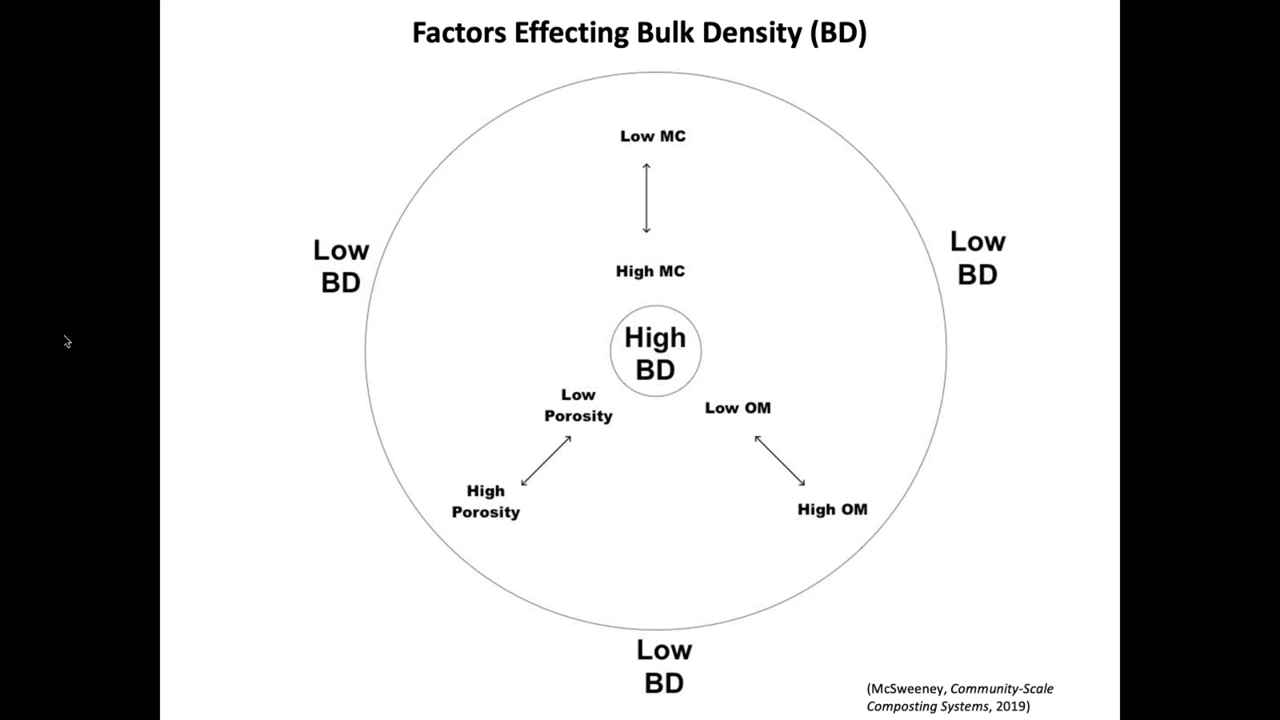 Factors Effecting Bulk Density (BD)
Low MC
High MC
Low
BD
Low
BD
High
BD
Low
Porosity
Low OM
High
Porosity
High OM
Low
BD
(McSweeney, Community-Scale
Composting Systems, 2019)